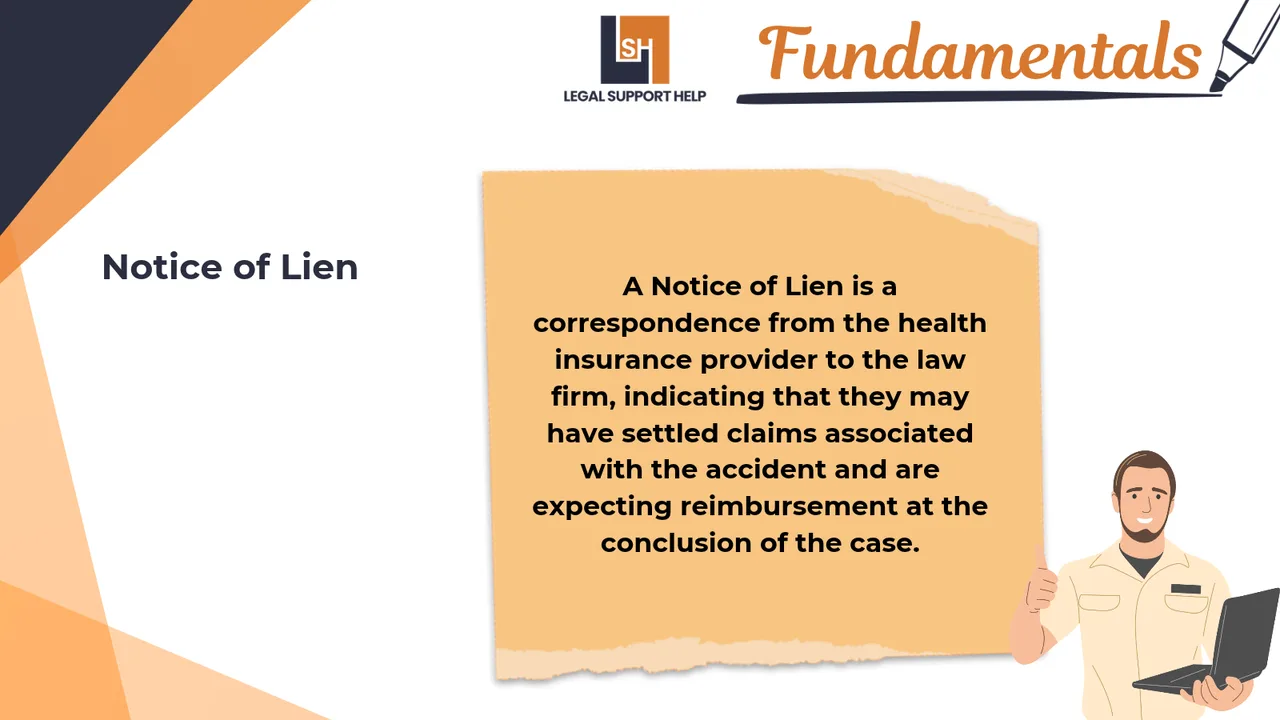 SH
LEGAL SUPPORT HELP
Fundamentals
Notice of Lien
A Notice of Lien is a
correspondence from the health
insurance provider to the law
firm, indicating that they may
have settled claims associated
with the accident and are
expecting reimbursement at the
conclusion of the case.